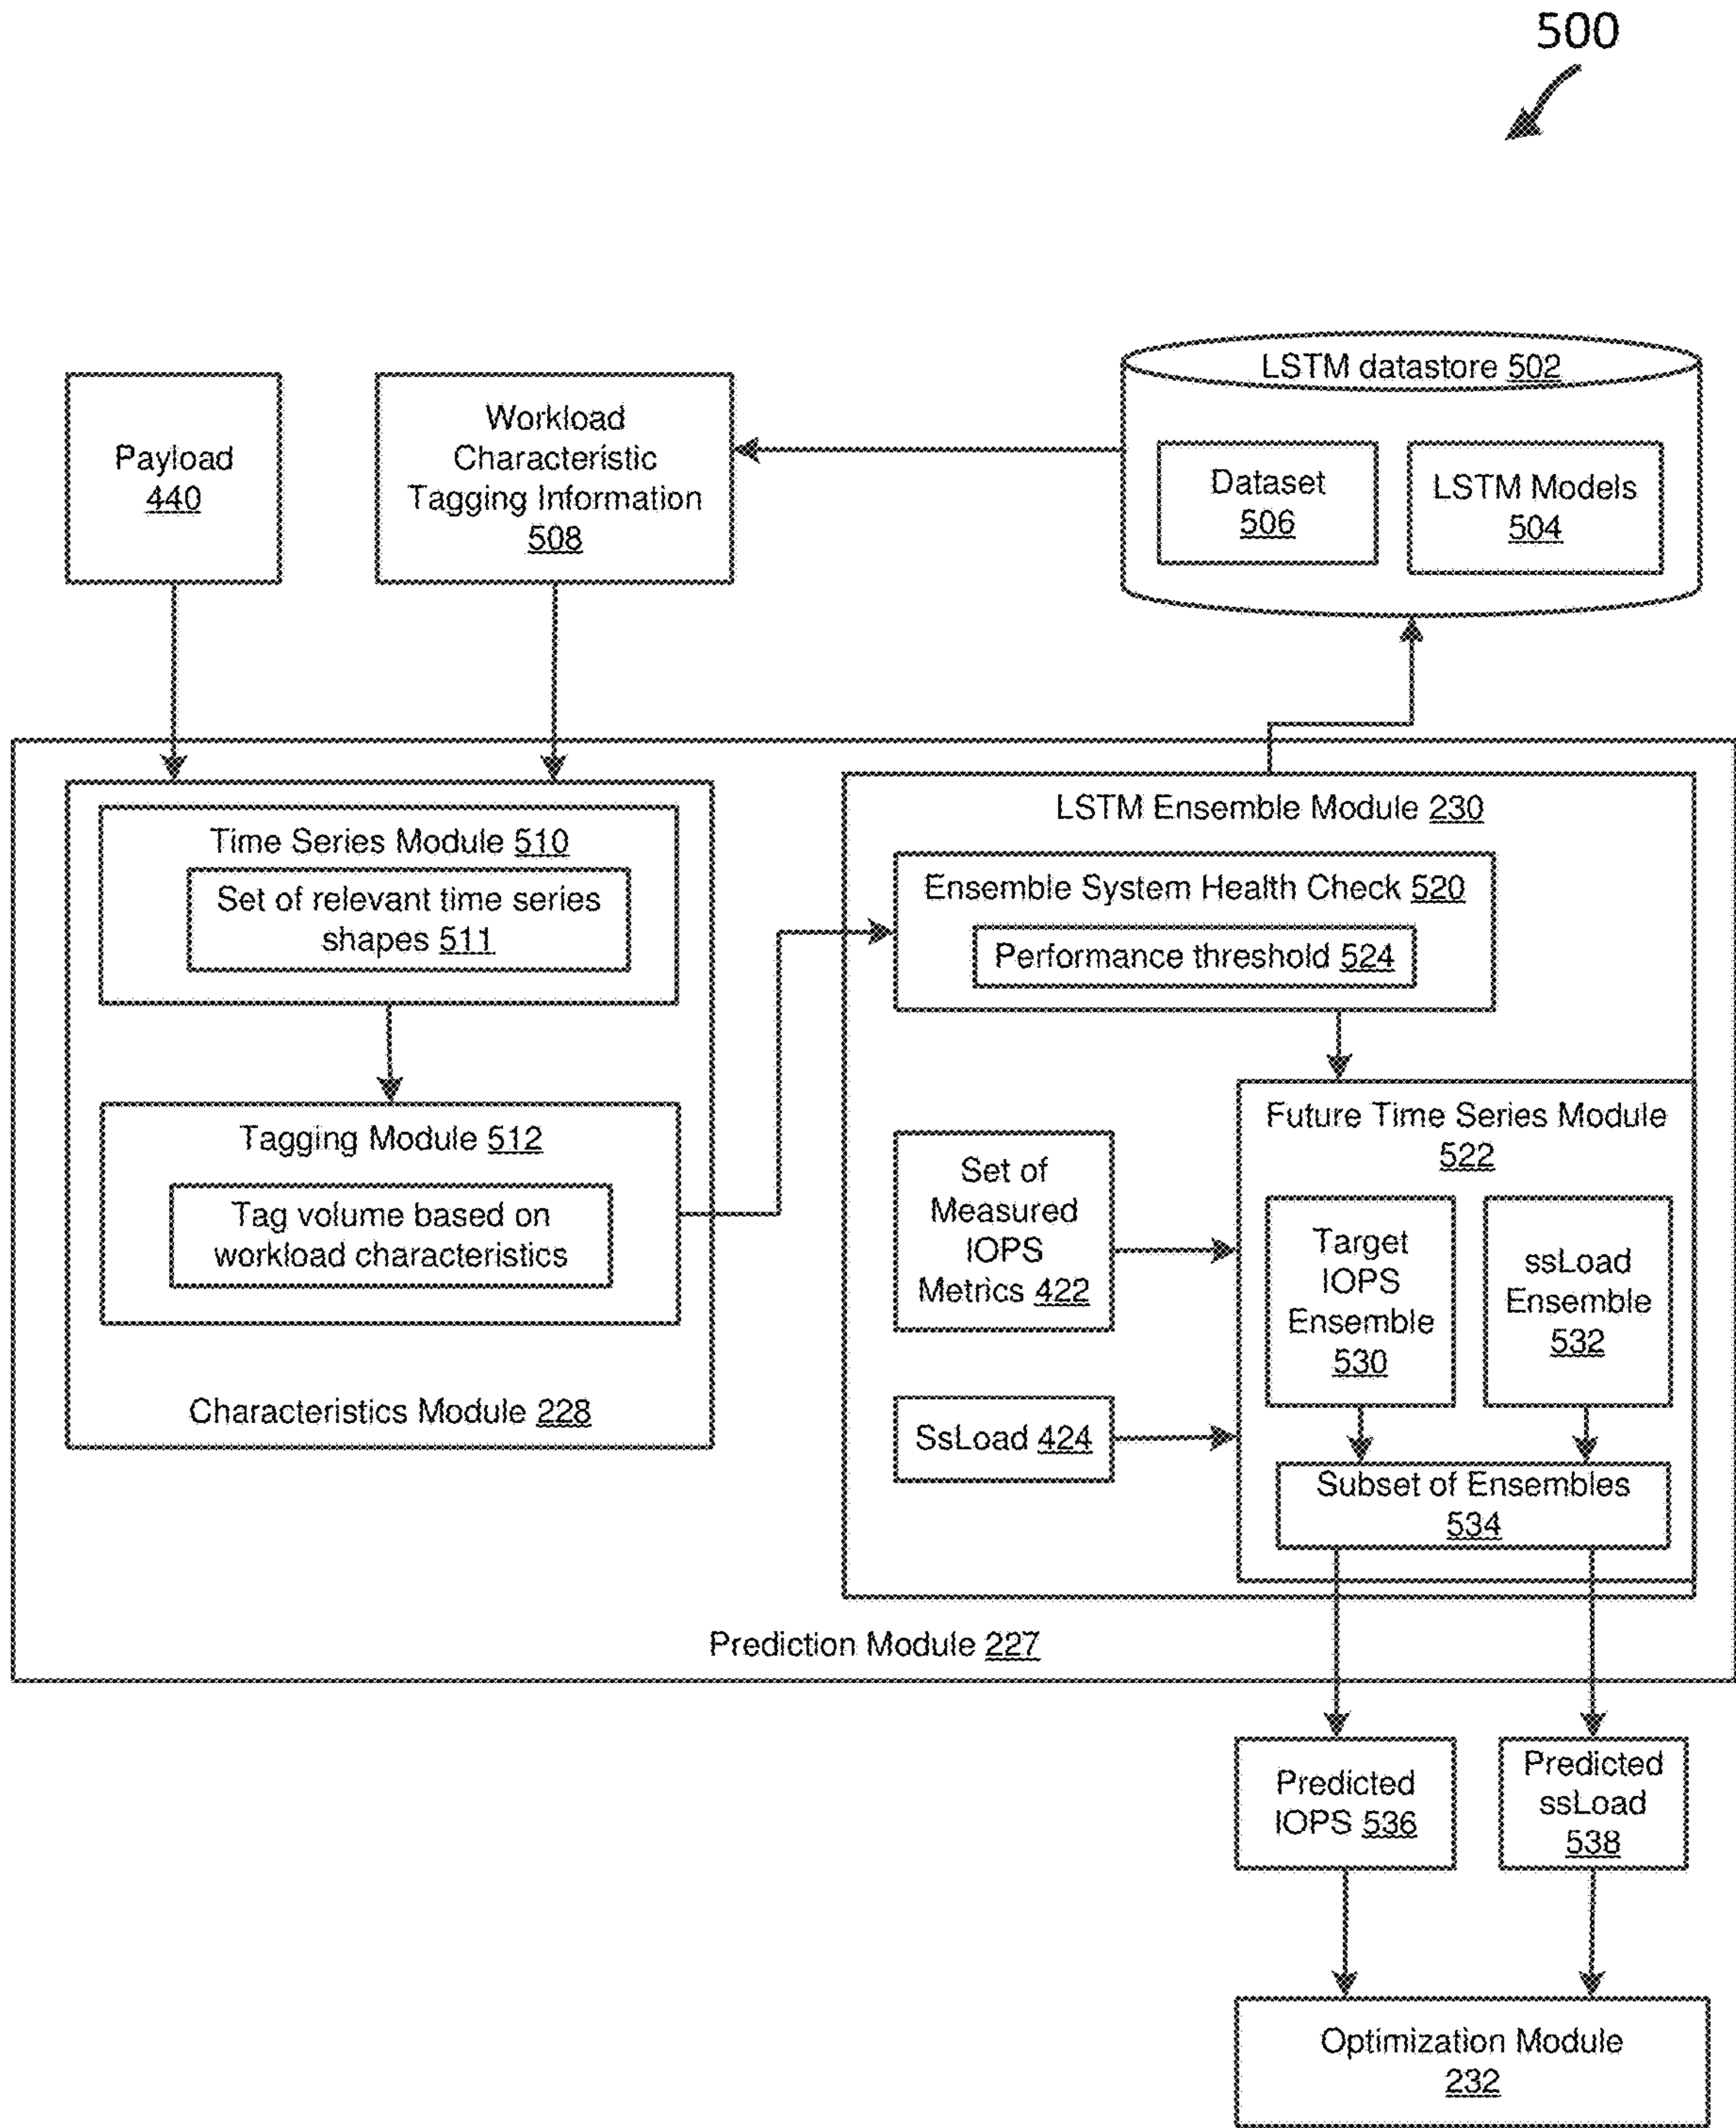 500
LSTM datastore 502
Payload
440
Workload
Characteristic
Tagging Information
508
Dataset
506
LSTM Models
504
Time Series Module 510
Set of relevant time series
shapes 511
Tagging Module 512
Tag volume based on
workload characteristics
Characteristics Module 228
LSTM Ensemble Module 230
Ensemble System Health Check 520
Performance threshold 524
Set of
Measured
IOPS
Metrics 422
SsLoad 424
Future Time Series Module
522
Target
IOPS
Ensemble
530
ssLoad
Ensemble
532
Subset of Ensembles
534
Prediction Module 227
Predicted
IOPS 536
Predicted
ssLoad
538
Optimization Module
232